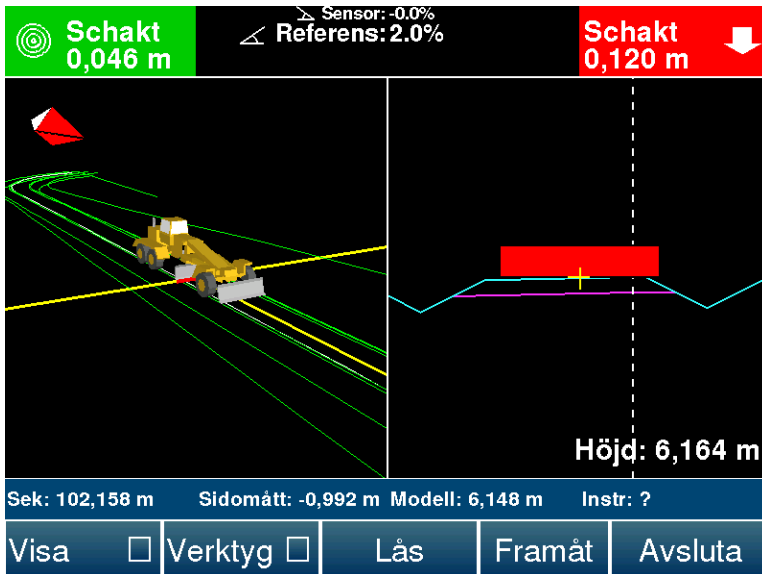 Schakt
0,046 m
Sensor: -0.0%
Referens: 2.0%
Schakt
0,120 m
Höjd: 6,164 m
Sek: 102,158 m Sidomått: -0,992 m Modell: 6,148 m Instr: ?
Visa Verktyg Lås Framåt Avsluta